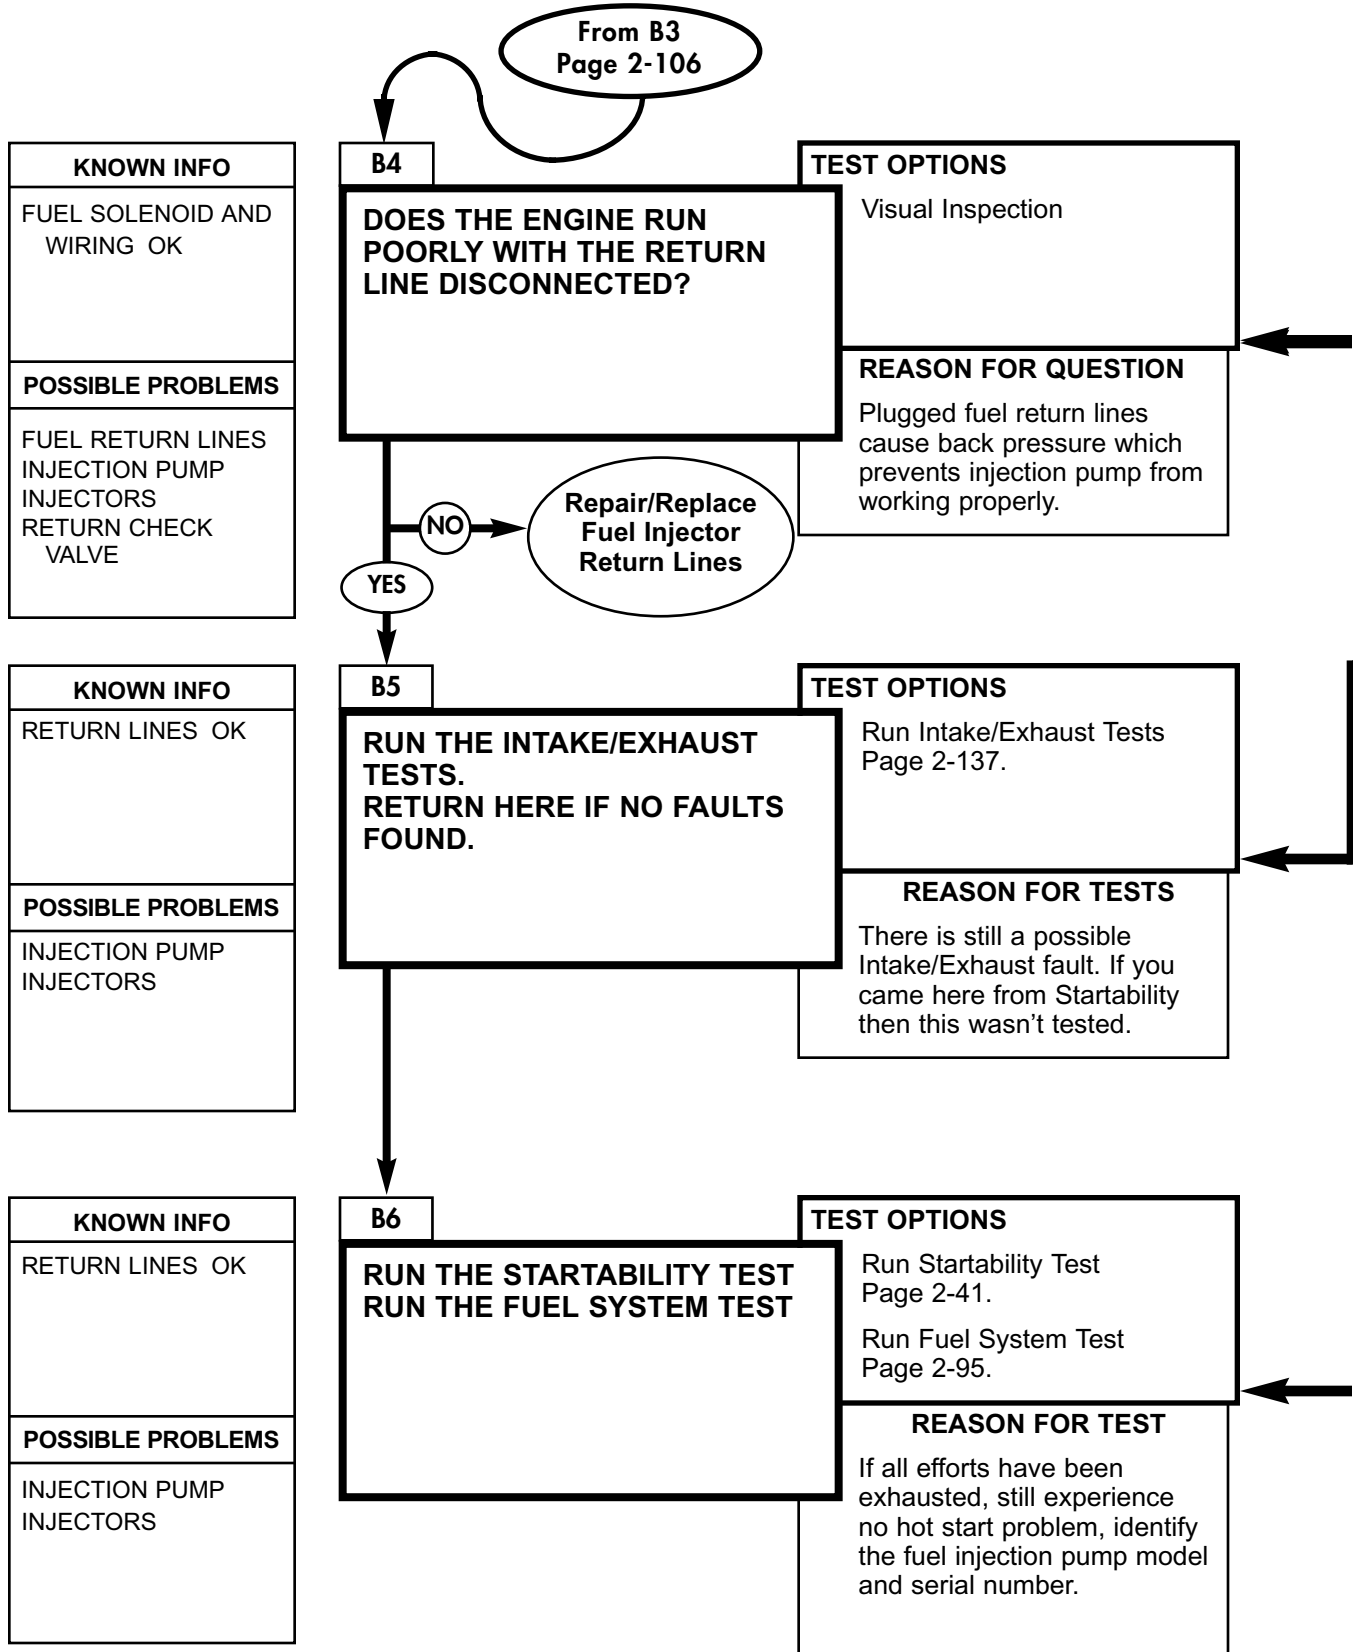 From B3
Page 2-106
KNOWN INFO
FUEL SOLENOID AND
WIRING OK
POSSIBLE PROBLEMS
FUEL RETURN LINES
INJECTION PUMP
INJECTORS
RETURN CHECK
VALVE
B4
DOES THE ENGINE RUN
POORLY WITH THE RETURN
LINE DISCONNECTED?
TEST OPTIONS
Visual Inspection
REASON FOR QUESTION
Plugged fuel return lines
cause back pressure which
prevents injection pump from
working properly.
NO
Repair/Replace
Fuel Injector
Return Lines
YES
KNOWN INFO
RETURN LINES OK
POSSIBLE PROBLEMS
INJECTION PUMP
INJECTORS
B5
RUN THE INTAKE/EXHAUST
TESTS.
RETURN HERE IF NO FAULTS
FOUND.
TEST OPTIONS
Run Intake/Exhaust Tests
Page 2-137.
REASON FOR TESTS
There is still a possible
Intake/Exhaust fault. If you
came here from Startability
then this wasn't tested.
KNOWN INFO
RETURN LINES OK
POSSIBLE PROBLEMS
INJECTION PUMP
INJECTORS
B6
RUN THE STARTABILITY TEST
RUN THE FUEL SYSTEM TEST
TEST OPTIONS
Run Startability Test
Page 2-41.
Run Fuel System Test
Page 2-95.
REASON FOR TEST
If all efforts have been
exhausted, still experience
no hot start problem, identify
the fuel injection pump model
and serial number.